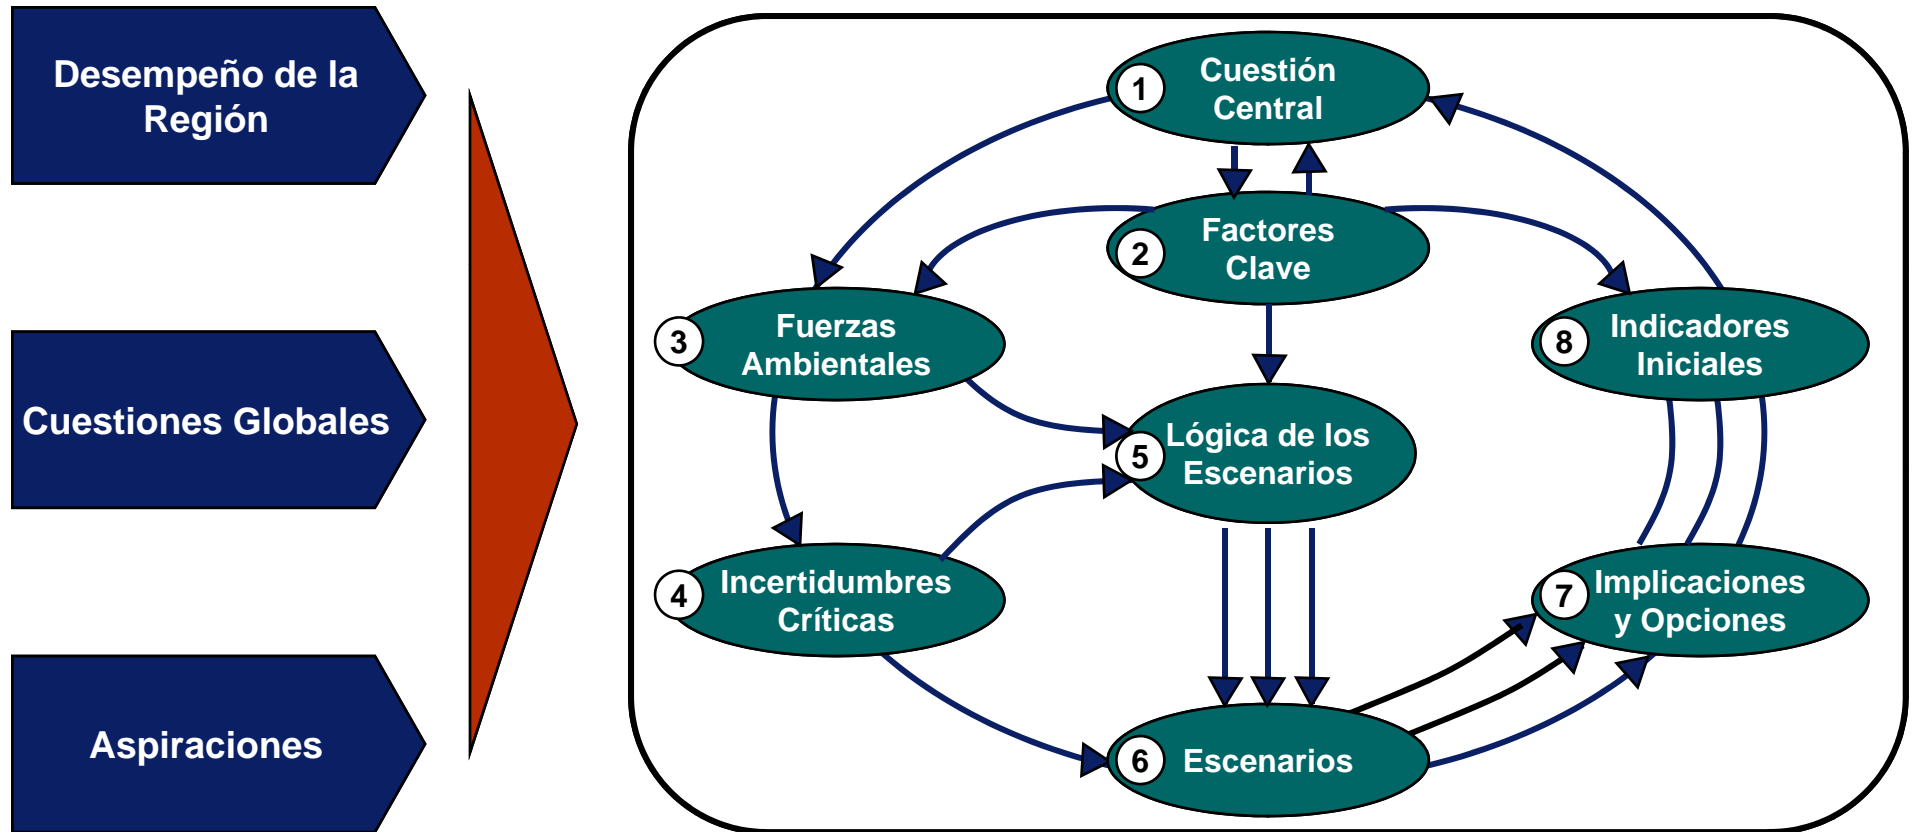 Desempeño de la
Región
Cuestiones Globales
Aspiraciones
1
Cuestión
Central
2
Factores
Clave
3
Fuerzas
Ambientales
8
Indicadores
Iniciales
5
Lógica de los
Escenarios
4
Incertidumbres
Críticas
7
Implicaciones
y Opciones
6
Escenarios